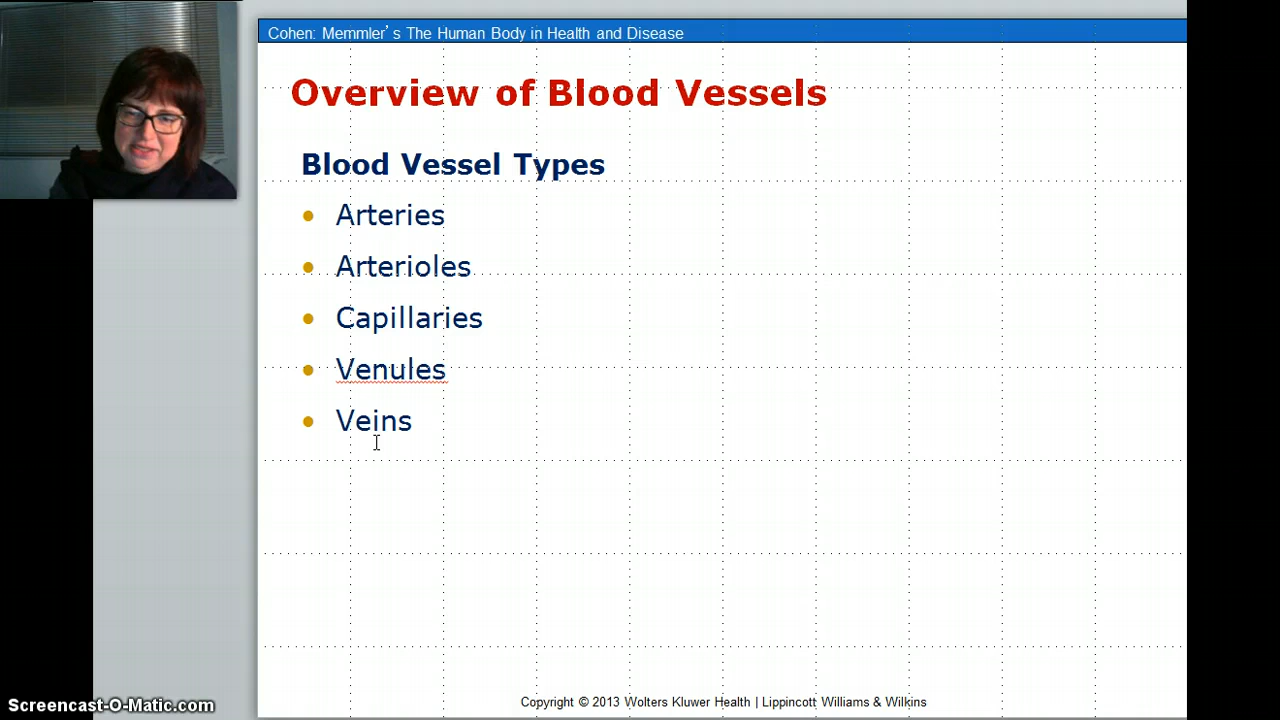 Cohen: Memmler's The Human Body in Health and Disease
Overview of Blood Vessels
Blood Vessel Types
• Arteries
• Arterioles
• Capillaries
• Venules
• Veins
Copyright © 2013 Wolters Kluwer Health | Lippincott Williams & Wilkins
Screencast-O-Matic.com